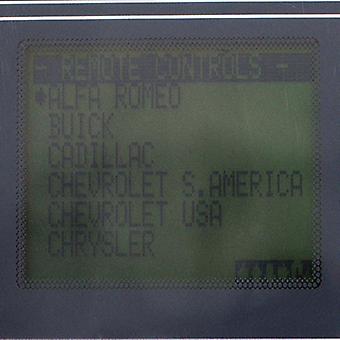 - REMOTE CONTROLS -
*ALFA ROMEO
BUICK
CADILLAC
CHEVROLET S.AMERICA
CHEVROLET USA
CHRYSLER